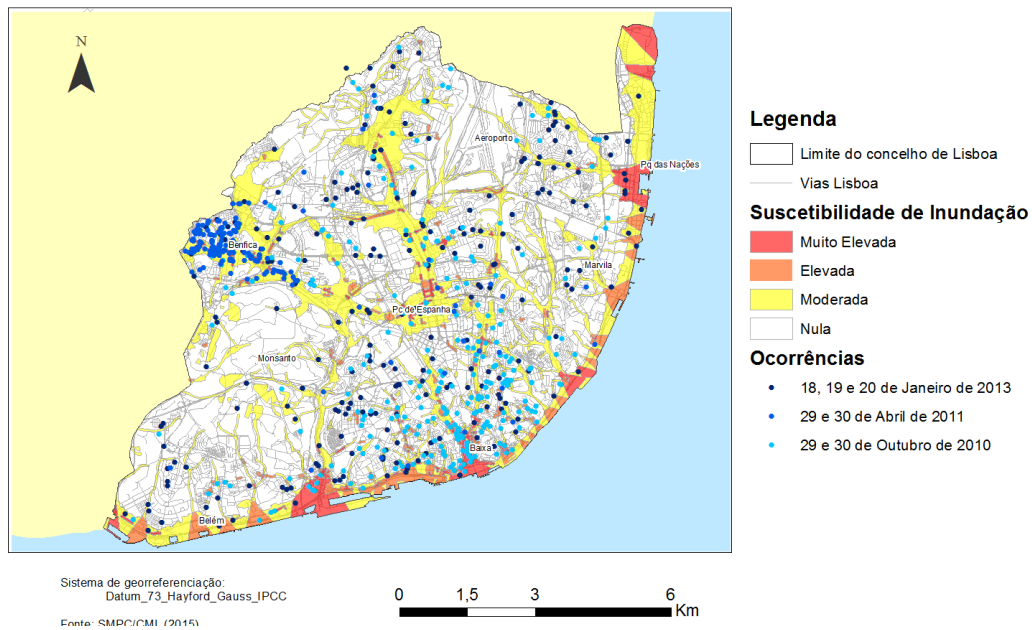 N
Aeroporto
Pq das Nações
Benfica
Marvila
Pc de Espanha
Monsanto
Baixa
Belém
Legenda
Limite do concelho de Lisboa
Vias Lisboa
Suscetibilidade de Inundação
Muito Elevada
Elevada
Moderada
Nula
Ocorrências
18, 19 e 20 de Janeiro de 2013
29 e 30 de Abril de 2011
29 e 30 de Outubro de 2010
Sistema de georreferenciação:
Datum_73_Hayford_Gauss_IPCC
Fonte: SMPC/CML (2015)
0 1,5 3 6
Km